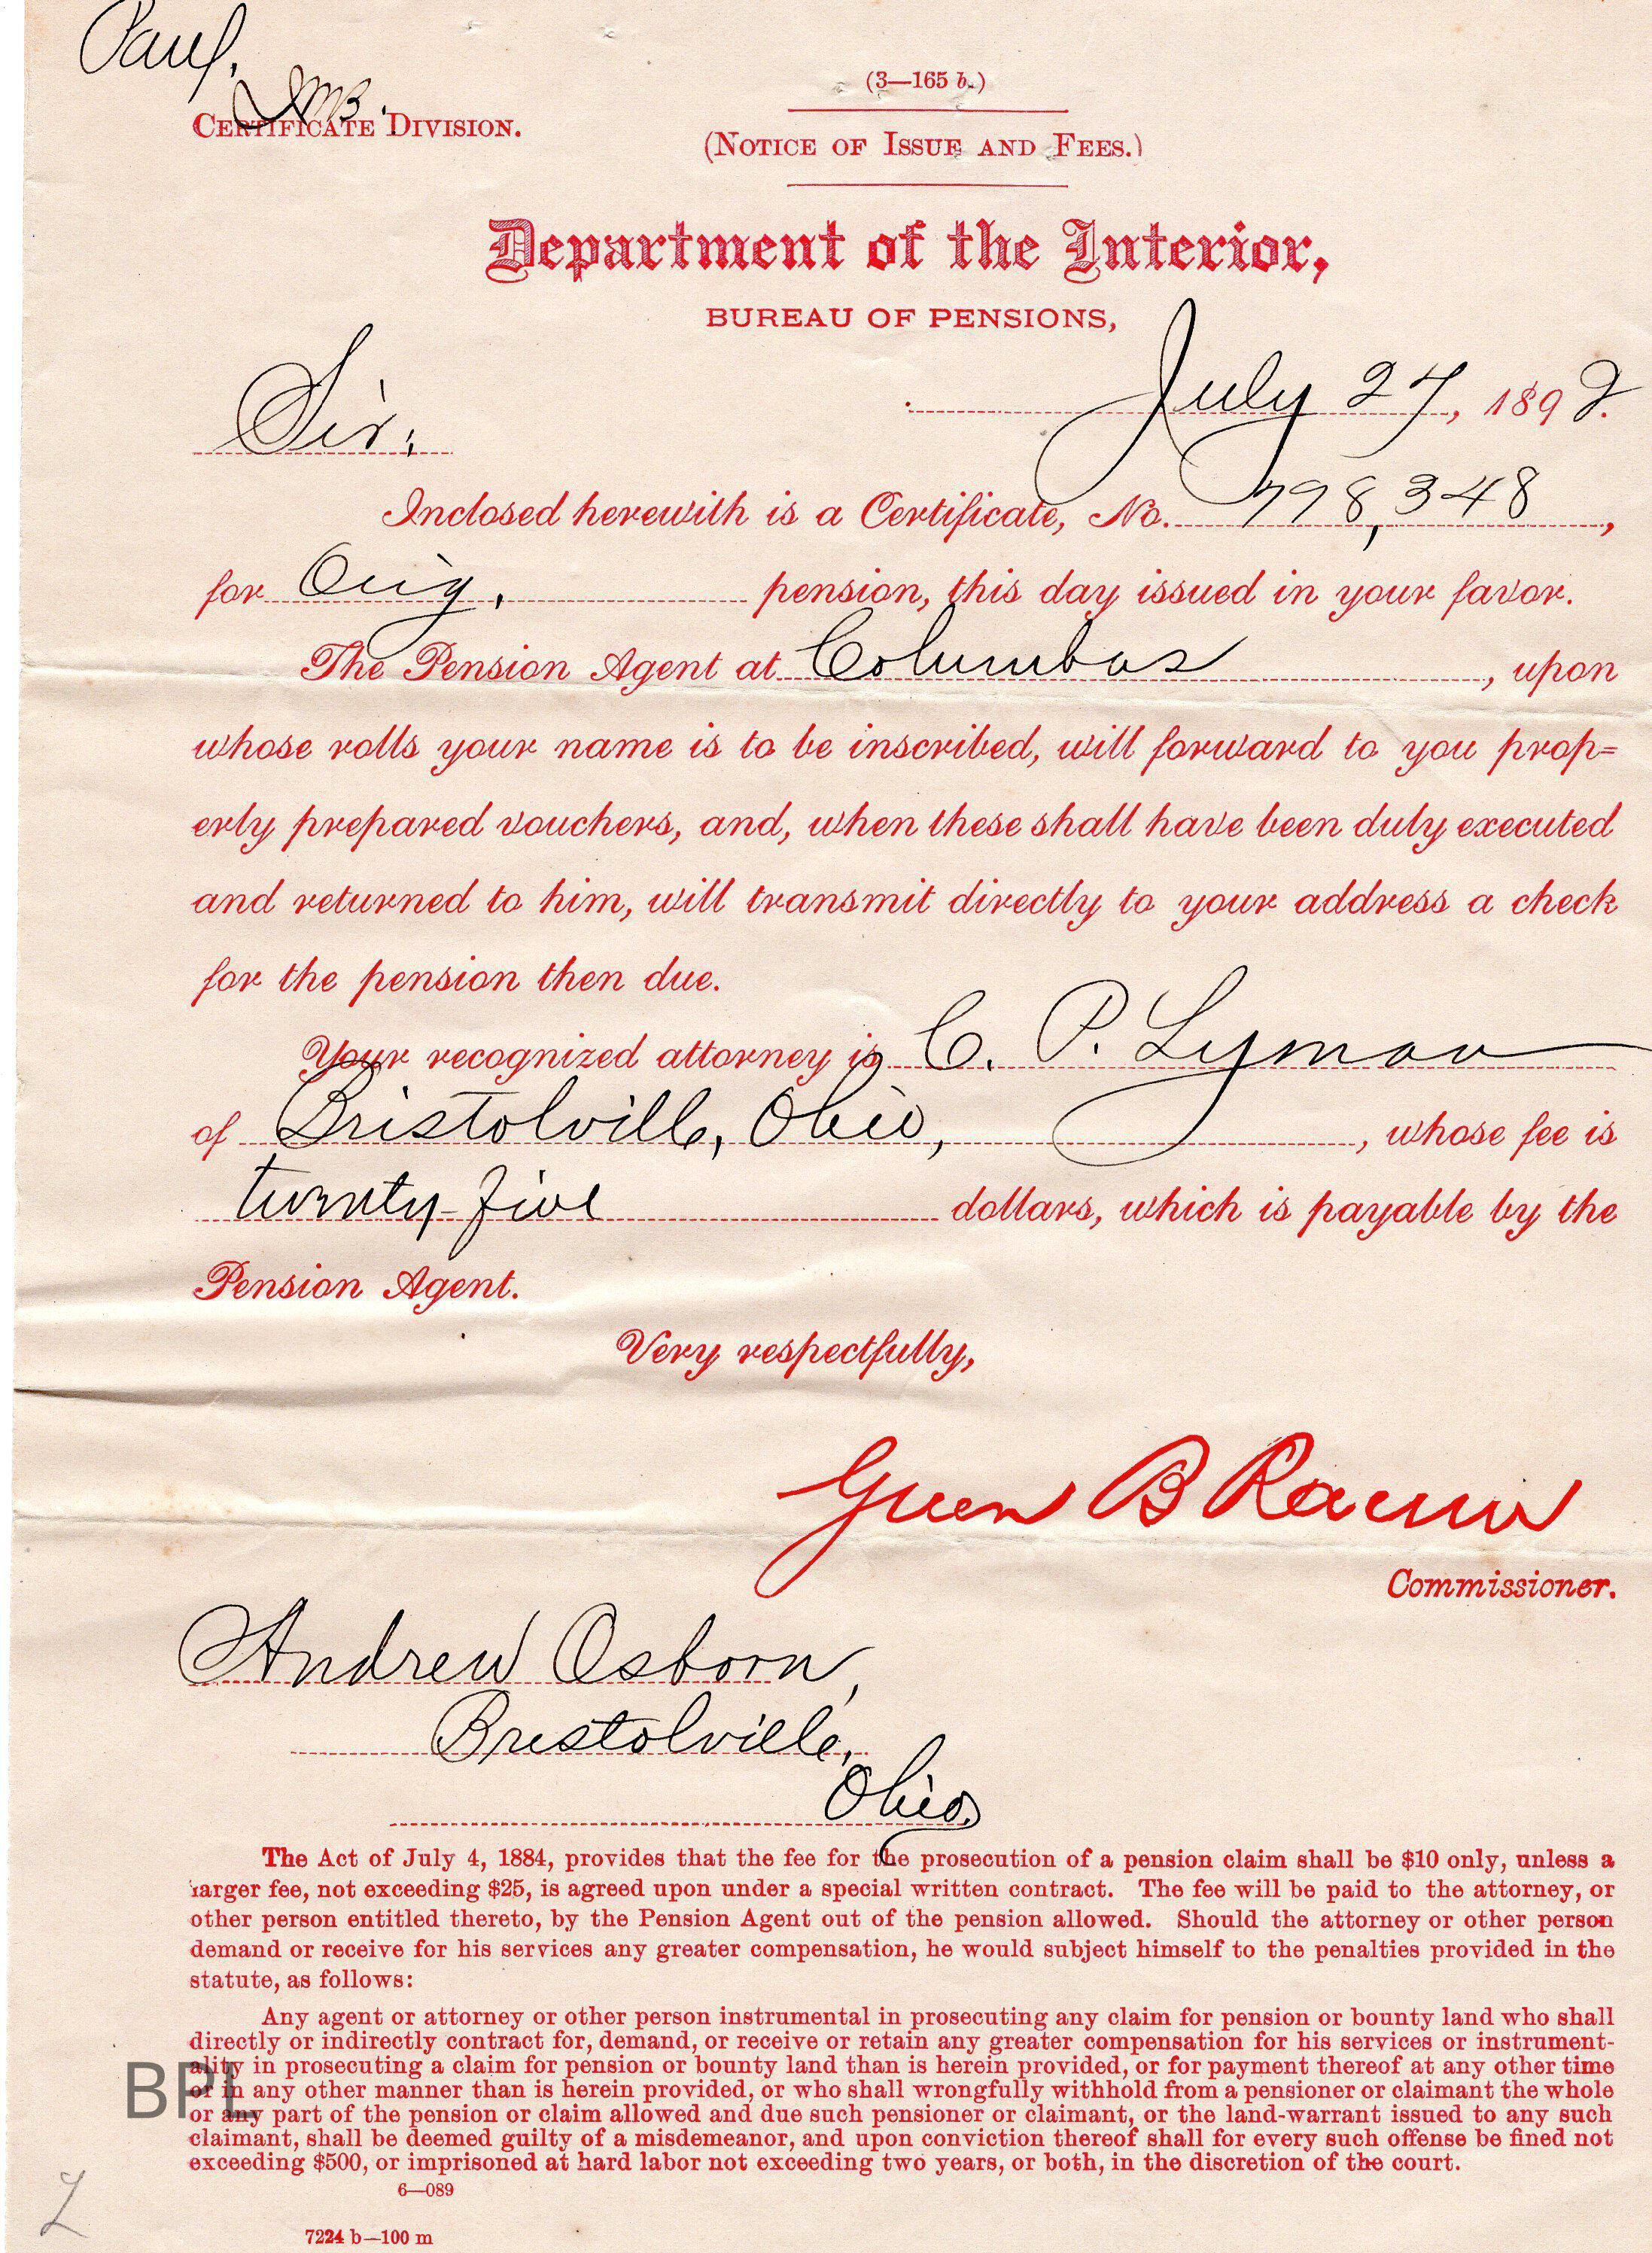 Paul.
(3—165 b.)
CERTIFICATE DIVISION.
(NOTICE OF ISSUE AND FEES.)
Department of the Interior,
BUREAU OF PENSIONS,
July 27, 1892.
Sir:
Inclosed herewith is a Certificate, No. 798,348,
for Orig. pension, this day issued in your favor.
The Pension Agent at Columbus, upon
whose rolls your name is to be inscribed, will forward to you prop=
erly prepared vouchers, and, when these shall have been duly executed
and returned to him, will transmit directly to your address a check
for the pension then due.
Your recognized attorney is C. P. Lyman
of Bristolville, Ohio, , whose fee is
twenty-five dollars, which is payable by the
Pension Agent.
Very respectfully,
Green B Raum
Commissioner.
Andrew Osborn,
Bristolville,
Ohio.
The Act of July 4, 1884, provides that the fee for the prosecution of a pension claim shall be $10 only, unless a
larger fee, not exceeding $25, is agreed upon under a special written contract. The fee will be paid to the attorney, or
other person entitled thereto, by the Pension Agent out of the pension allowed. Should the attorney or other person
demand or receive for his services any greater compensation, he would subject himself to the penalties provided in the
statute, as follows:
Any agent or attorney or other person instrumental in prosecuting any claim for pension or bounty land who shall
directly or indirectly contract for, demand, or receive or retain any greater compensation for his services or instrument-
ality in prosecuting a claim for pension or bounty land than is herein provided, or for payment thereof at any other time
or in any other manner than is herein provided, or who shall wrongfully withhold from a pensioner or claimant the whole
or any part of the pension or claim allowed and due such pensioner or claimant, or the land-warrant issued to any such
claimant, shall be deemed guilty of a misdemeanor, and upon conviction thereof shall for every such offense be fined not
exceeding $500, or imprisoned at hard labor not exceeding two years, or both, in the discretion of the court.
6—089
7224 b—100 m
BPL